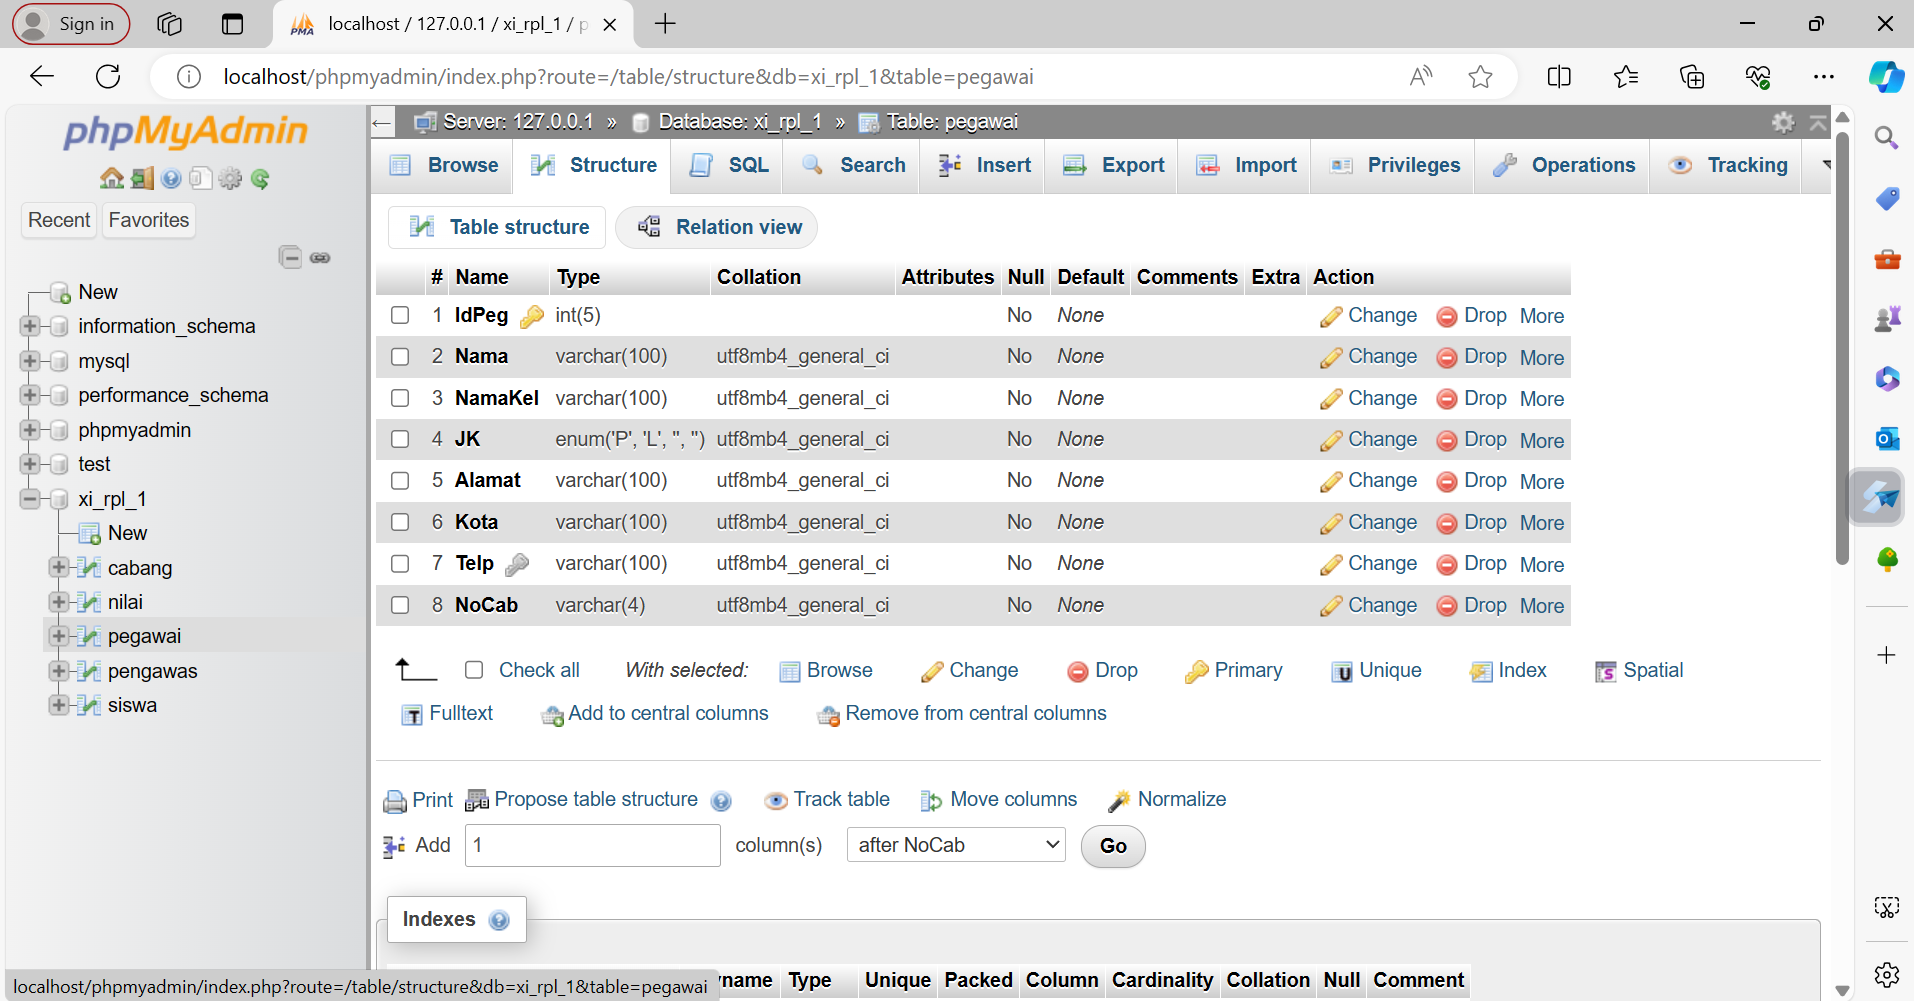 Sign in
localhost / 127.0.0.1 / xi_rpl_1 / p
localhost/phpmyadmin/index.php?route=/table/structure&db=xi_rpl_1&table=pegawai
phpMyAdmin
Recent Favorites
New
information_schema
mysql
performance_schema
phpmyadmin
test
xi_rpl_1
New
cabang
nilai
pegawai
pengawas
siswa
Server: 127.0.0.1 » Database: xi_rpl_1 » Table: pegawai
Browse Structure SQL Search Insert Export Import Privileges Operations Tracking
Table structure Relation view
# Name Type Collation Attributes Null Default Comments Extra Action
1 IdPeg int(5) No None Change Drop More
2 Nama varchar(100) utf8mb4_general_ci No None Change Drop More
3 NamaKel varchar(100) utf8mb4_general_ci No None Change Drop More
4 JK enum('P', 'L', '', '') utf8mb4_general_ci No None Change Drop More
5 Alamat varchar(100) utf8mb4_general_ci No None Change Drop More
6 Kota varchar(100) utf8mb4_general_ci No None Change Drop More
7 Telp varchar(100) utf8mb4_general_ci No None Change Drop More
8 NoCab varchar(4) utf8mb4_general_ci No None Change Drop More
Check all With selected: Browse Change Drop Primary Unique Index Spatial
Fulltext Add to central columns Remove from central columns
Print Propose table structure Track table Move columns Normalize
Add 1 column(s) after NoCab Go
Indexes
name Type Unique Packed Column Cardinality Collation Null Comment
localhost/phpmyadmin/index.php?route=/table/structure&db=xi_rpl_1&table=pegawai